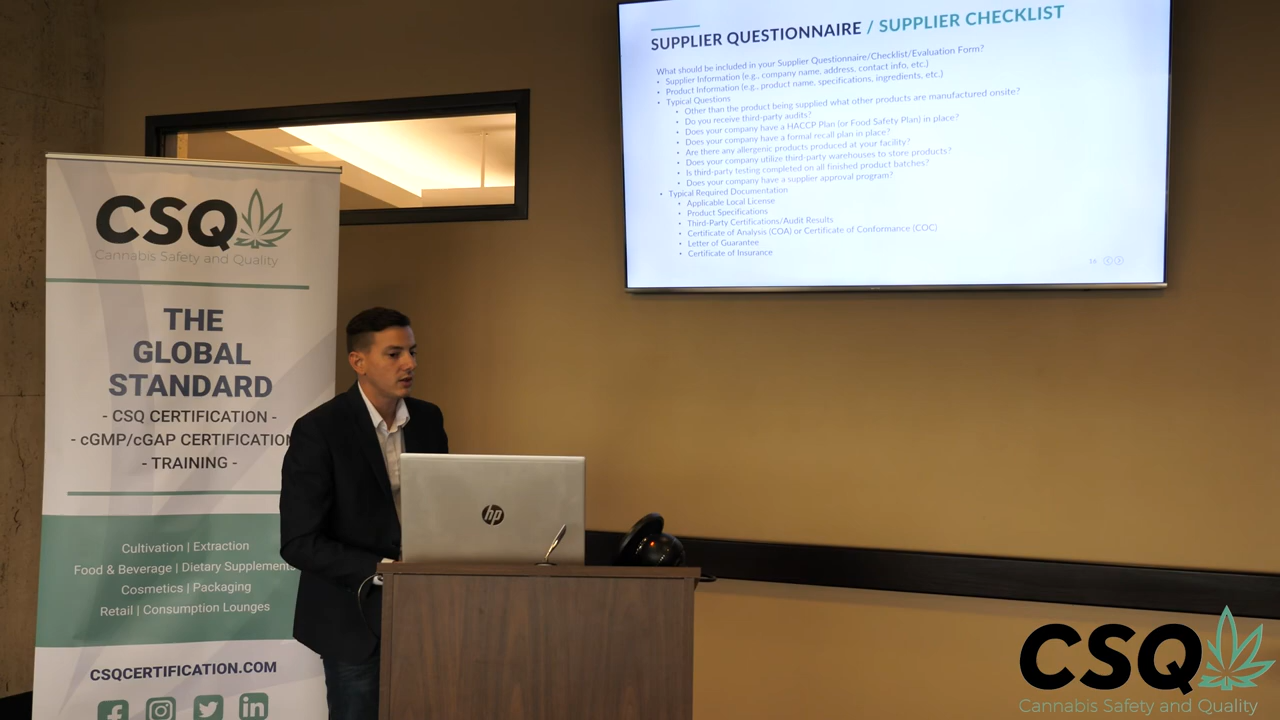 SUPPLIER QUESTIONNAIRE / SUPPLIER CHECKLIST
What should be included in your Supplier Questionnaire/Checklist/Evaluation Form?
• Supplier Information (e.g., company name, address, contact info, etc.)
• Product Information (e.g., product name, specifications, ingredients, etc.)
• Typical Questions
• Other than the product being supplied what other products are manufactured onsite?
• Do you receive third-party audits?
• Does your company have a HACCP Plan (or Food Safety Plan) in place?
• Does your company have a formal recall plan in place?
• Are there any allergenic products produced at your facility?
• Does your company utilize third-party warehouses to store products?
• Is third-party testing completed on all finished product batches?
• Does your company have a supplier approval program?
• Typical Required Documentation
• Applicable Local License
• Product Specifications
• Third-Party Certifications/Audit Results
• Certificate of Analysis (COA) or Certificate of Conformance (COC)
• Letter of Guarantee
• Certificate of Insurance
18
CSQ
Cannabis Safety and Quality
THE
GLOBAL
STANDARD
- CSQ CERTIFICATION -
- cGMP/cGAP CERTIFICATION
- TRAINING -
Cultivation | Extraction
Food & Beverage | Dietary Supplements
Cosmetics | Packaging
Retail | Consumption Lounges
CSQCERTIFICATION.COM
hp
CSQ
Cannabis Safety and Quality